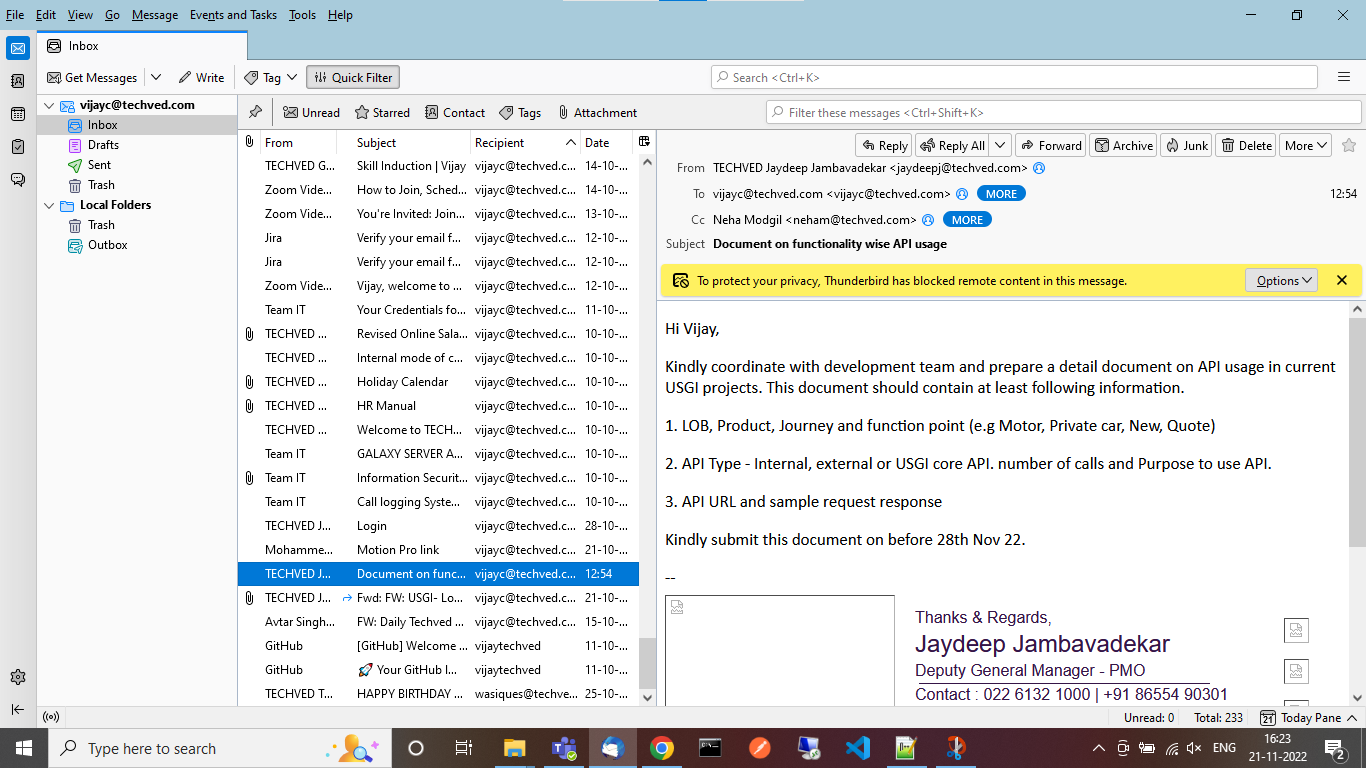 File Edit View Go Message Events and Tasks Tools Help
Inbox
Get Messages Write Tag Quick Filter Search <Ctrl+K>
vijayc@techved.com
Inbox
Drafts
Sent
Trash
Local Folders
Trash
Outbox
Unread Starred Contact Tags Attachment Filter these messages <Ctrl+Shift+K>
From Subject Recipient Date
TECHVED G... Skill Induction | Vijay vijayc@techved.c... 14-10-...
Zoom Vide... How to Join, Sched... vijayc@techved.c... 14-10-...
Zoom Vide... You're Invited: Join... vijayc@techved.c... 13-10-...
Jira Verify your email f... vijayc@techved.c... 12-10-...
Jira Verify your email f... vijayc@techved.c... 12-10-...
Zoom Vide... Vijay, welcome to ... vijayc@techved.c... 12-10-...
Team IT Your Credentials fo... vijayc@techved.c... 11-10-...
TECHVED ... Revised Online Sala... vijayc@techved.c... 10-10-...
TECHVED ... Internal mode of c... vijayc@techved.c... 10-10-...
TECHVED ... Holiday Calendar vijayc@techved.c... 10-10-...
TECHVED ... HR Manual vijayc@techved.c... 10-10-...
TECHVED ... Welcome to TECH... vijayc@techved.c... 10-10-...
Team IT GALAXY SERVER A... vijayc@techved.c... 10-10-...
Team IT Information Securit... vijayc@techved.c... 10-10-...
Team IT Call logging Syste... vijayc@techved.c... 10-10-...
TECHVED J... Login vijayc@techved.c... 28-10-...
Mohamme... Motion Pro link vijayc@techved.c... 21-10-...
TECHVED J... Document on func... vijayc@techved.c... 12:54
TECHVED J... Fwd: FW: USGI- Lo... vijayc@techved.c... 21-10-...
Avtar Singh... FW: Daily Techved ... vijayc@techved.c... 15-10-...
GitHub [GitHub] Welcome ... vijaytechved 11-10-...
GitHub 🚀 Your GitHub l... vijaytechved 11-10-...
TECHVED T... HAPPY BIRTHDAY ... wasiques@techve... 25-10-...
Reply Reply All Forward Archive Junk Delete More
From TECHVED Jaydeep Jambavadekar <jaydeepj@techved.com>
To vijayc@techved.com <vijayc@techved.com> MORE 12:54
Cc Neha Modgil <neham@techved.com> MORE
Subject Document on functionality wise API usage
To protect your privacy, Thunderbird has blocked remote content in this message. Options
Hi Vijay,
Kindly coordinate with development team and prepare a detail document on API usage in current
USGI projects. This document should contain at least following information.
1. LOB, Product, Journey and function point (e.g Motor, Private car, New, Quote)
2. API Type - Internal, external or USGI core API. number of calls and Purpose to use API.
3. API URL and sample request response
Kindly submit this document on before 28th Nov 22.
--
Thanks & Regards,
Jaydeep Jambavadekar
Deputy General Manager - PMO
Contact : 022 6132 1000 | +91 86554 90301
Unread: 0 Total: 233 21 Today Pane
Type here to search
ENG 16:23
21-11-2022 2